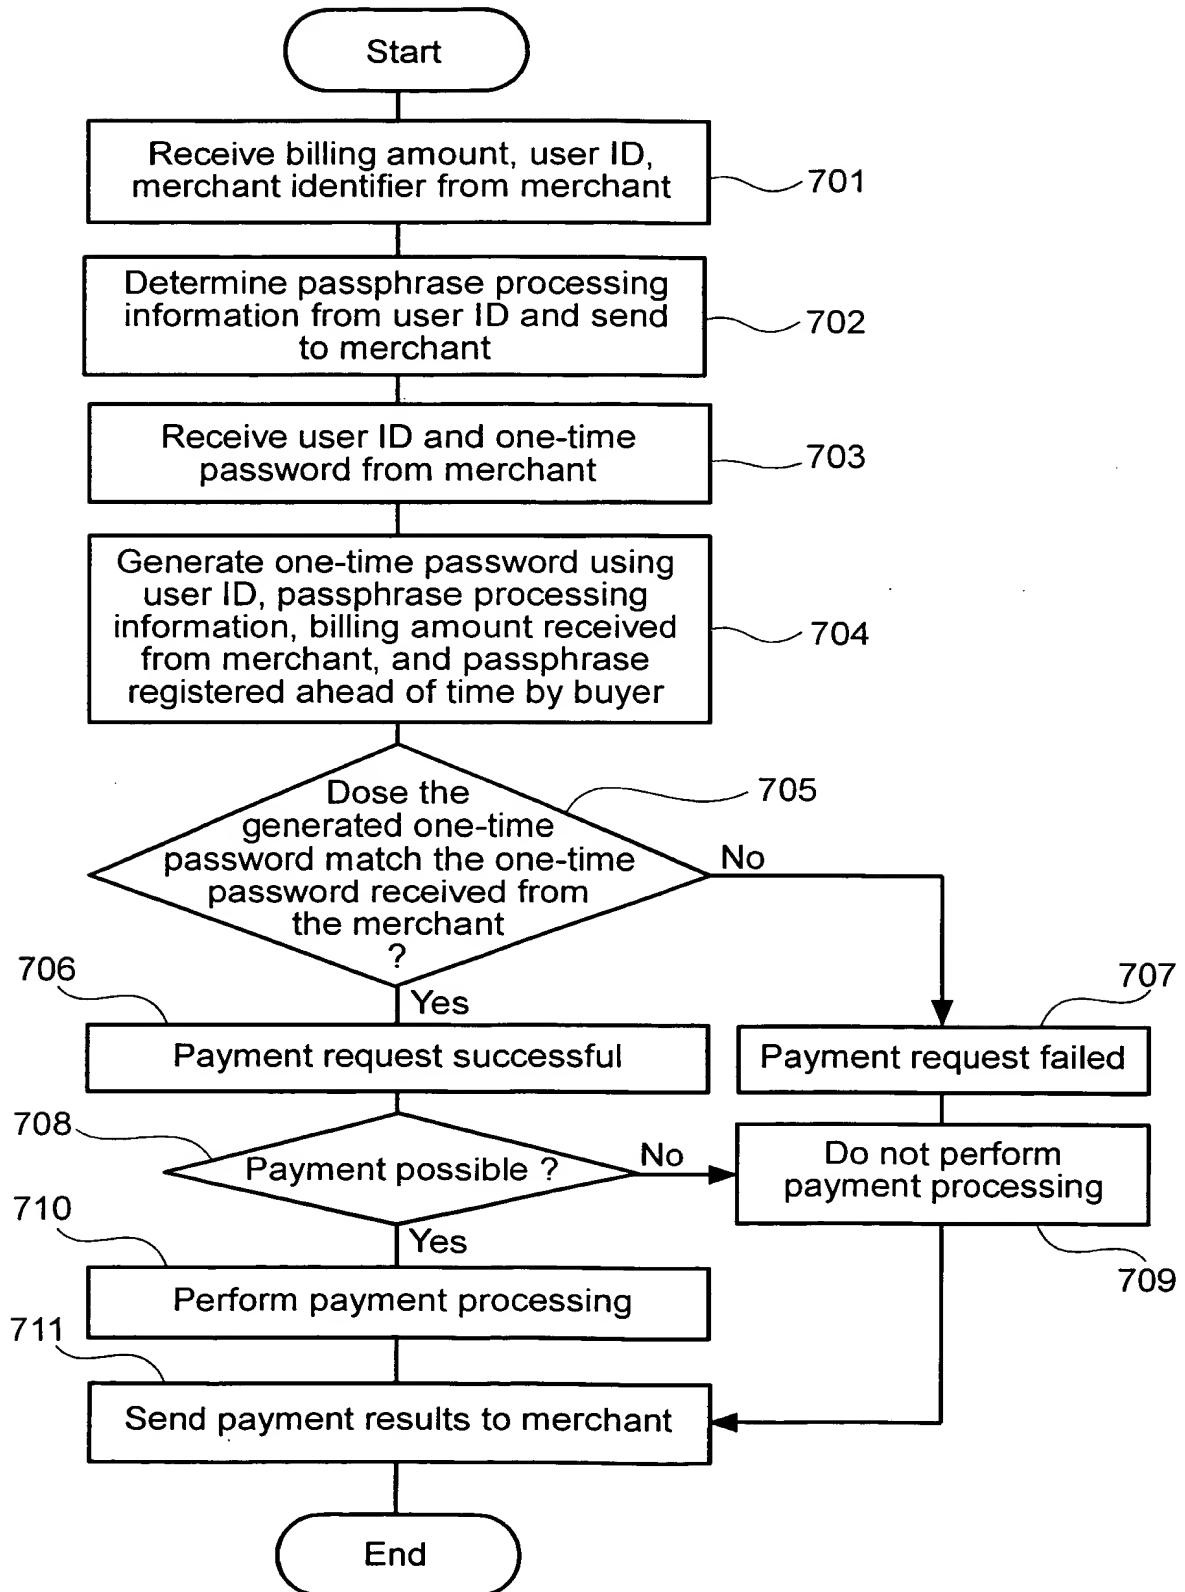 Start
Receive billing amount, user ID,
merchant identifier from merchant
701
Determine passphrase processing
information from user ID and send
to merchant
702
Receive user ID and one-time
password from merchant
703
Generate one-time password using
user ID, passphrase processing
information, billing amount received
from merchant, and passphrase
registered ahead of time by buyer
704
Dose the
generated one-time
password match the one-time
password received from
the merchant
?
705
No
706
Yes
707
Payment request successful
Payment request failed
708
Payment possible ?
No
Do not perform
payment processing
709
710
Yes
Perform payment processing
711
Send payment results to merchant
End